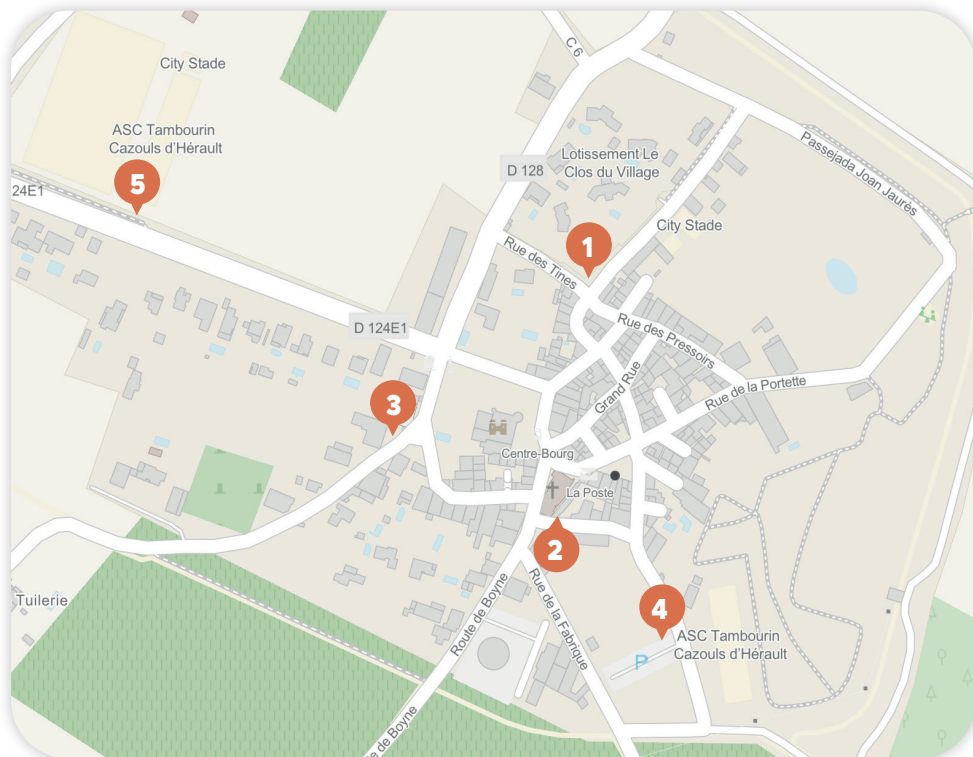 C 6
City Stade
ASC Tambourin
Cazouls d'Hérault
5
24E1
D 128
Lotissement Le
Clos du Village
Passejada Joan Jaurès
City Stade
1
Rue des Tines
Rue des Pressoirs
D 124E1
Grand Rue
Rue de la Portette
3
Centre-Bourg
La Poste
2
Rue de la Fabrique
Route de Boyne
Tuilerie
4
ASC Tambourin
Cazouls d'Hérault
P
e de Boyne